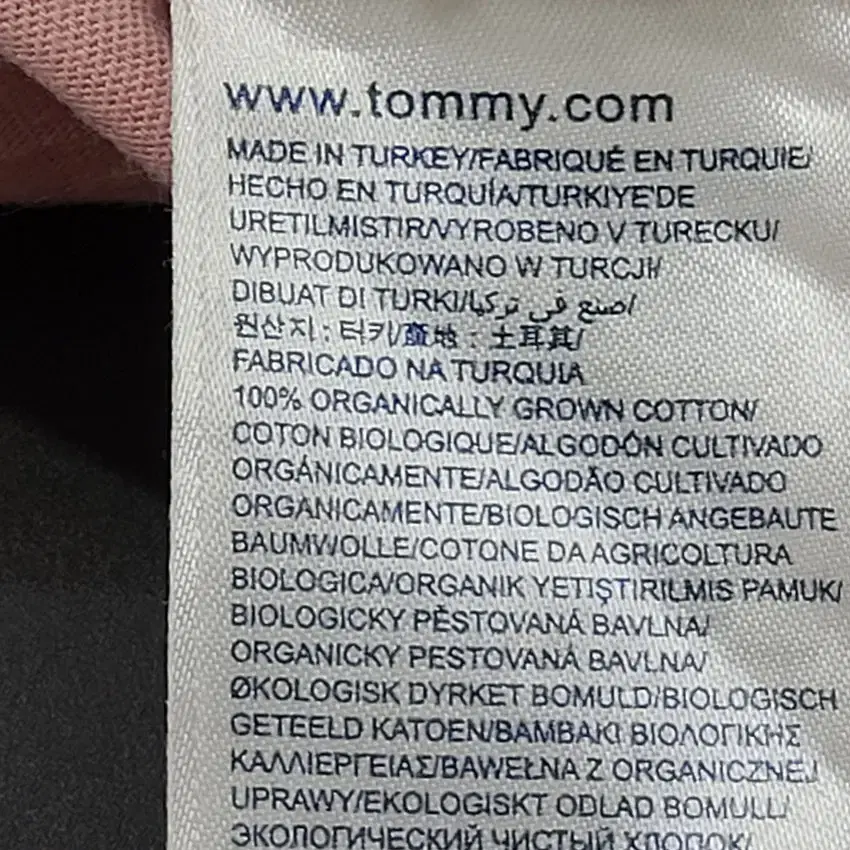 www.tommy.com
MADE IN TURKEY/FABRIQUÉ EN TURQUIE/
HECHO EN TURQUÍA/TURKIYE'DE
URETILMISTIR/VYROBENO V TURECKU/
WYPRODUKOWANO W TURCJI/
DIBUAT DI TURKI/صنع في تركيا/
원산지 : 터키/產地 : 土耳其/
FABRICADO NA TURQUIA
100% ORGANICALLY GROWN COTTON/
COTON BIOLOGIQUE/ALGODÓN CULTIVADO
ORGÁNICAMENTE/ALGODÃO CULTIVADO
ORGANICAMENTE/BIOLOGISCH ANGEBAUTE
BAUMWOLLE/COTONE DA AGRICOLTURA
BIOLOGICA/ORGANIK YETIŞTIRILMIS PAMUK/
BIOLOGICKY PĚSTOVANÁ BAVLNA/
ORGANICKY PESTOVANÁ BAVLNA/
ØKOLOGISK DYRKET BOMULD/BIOLOGISCH
GETEELD KATOEN/ΒΑΜΒΑΚΙ ΒΙΟΛΟΓΙΚΗΣ
ΚΑΛΛΙΕΡΓΕΙΑΣ/BAWEŁNA Z ORGANICZNEJ
UPRAWY/EKOLOGISKT ODLAD BOMULL/
ЭКОЛОГИЧЕСКИЙ ЧИСТЫЙ ХЛОПОК/